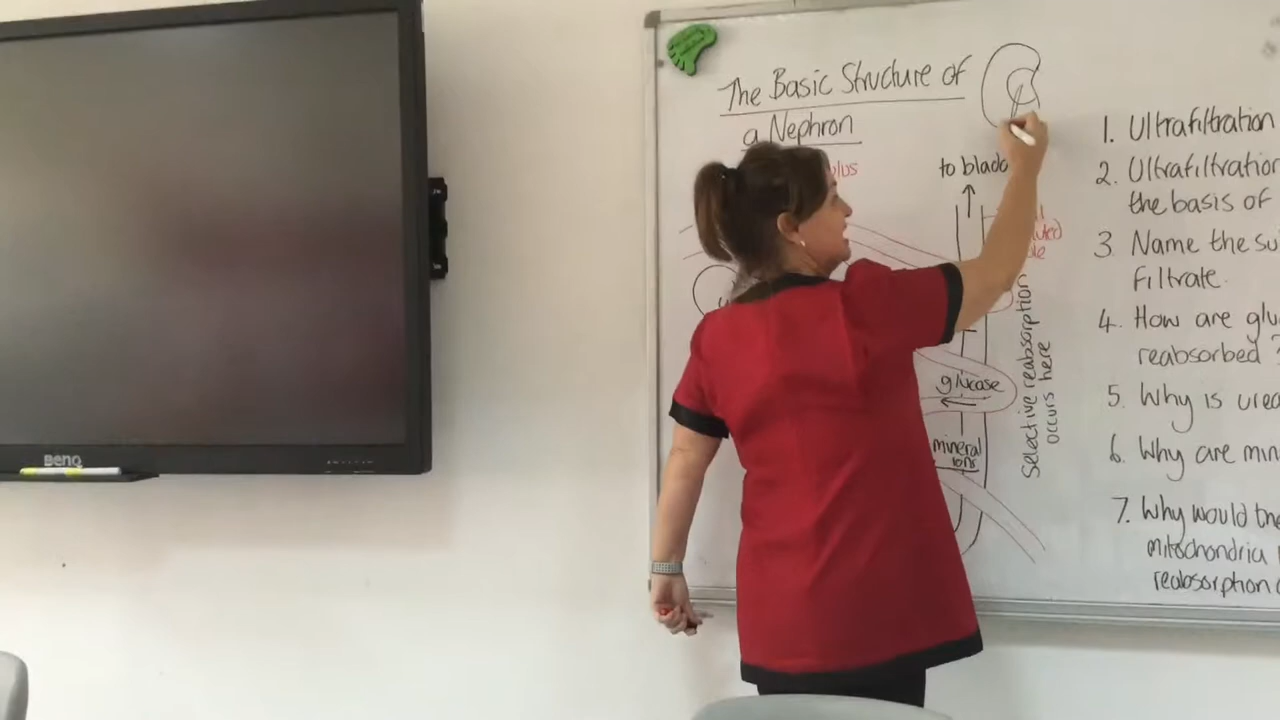 The Basic Structure of
a Nephron
to bladd
glucose
mineral
ions
Selective reabsorption
occurs here
1. Ultrafiltration
2. Ultrafiltration
the basis of
3. Name the su
filtrate.
4. How are glu
reabsorbed ?
5. Why is urea
6. Why are min
7. Why would the
mitochondria
reabsorption
BenQ